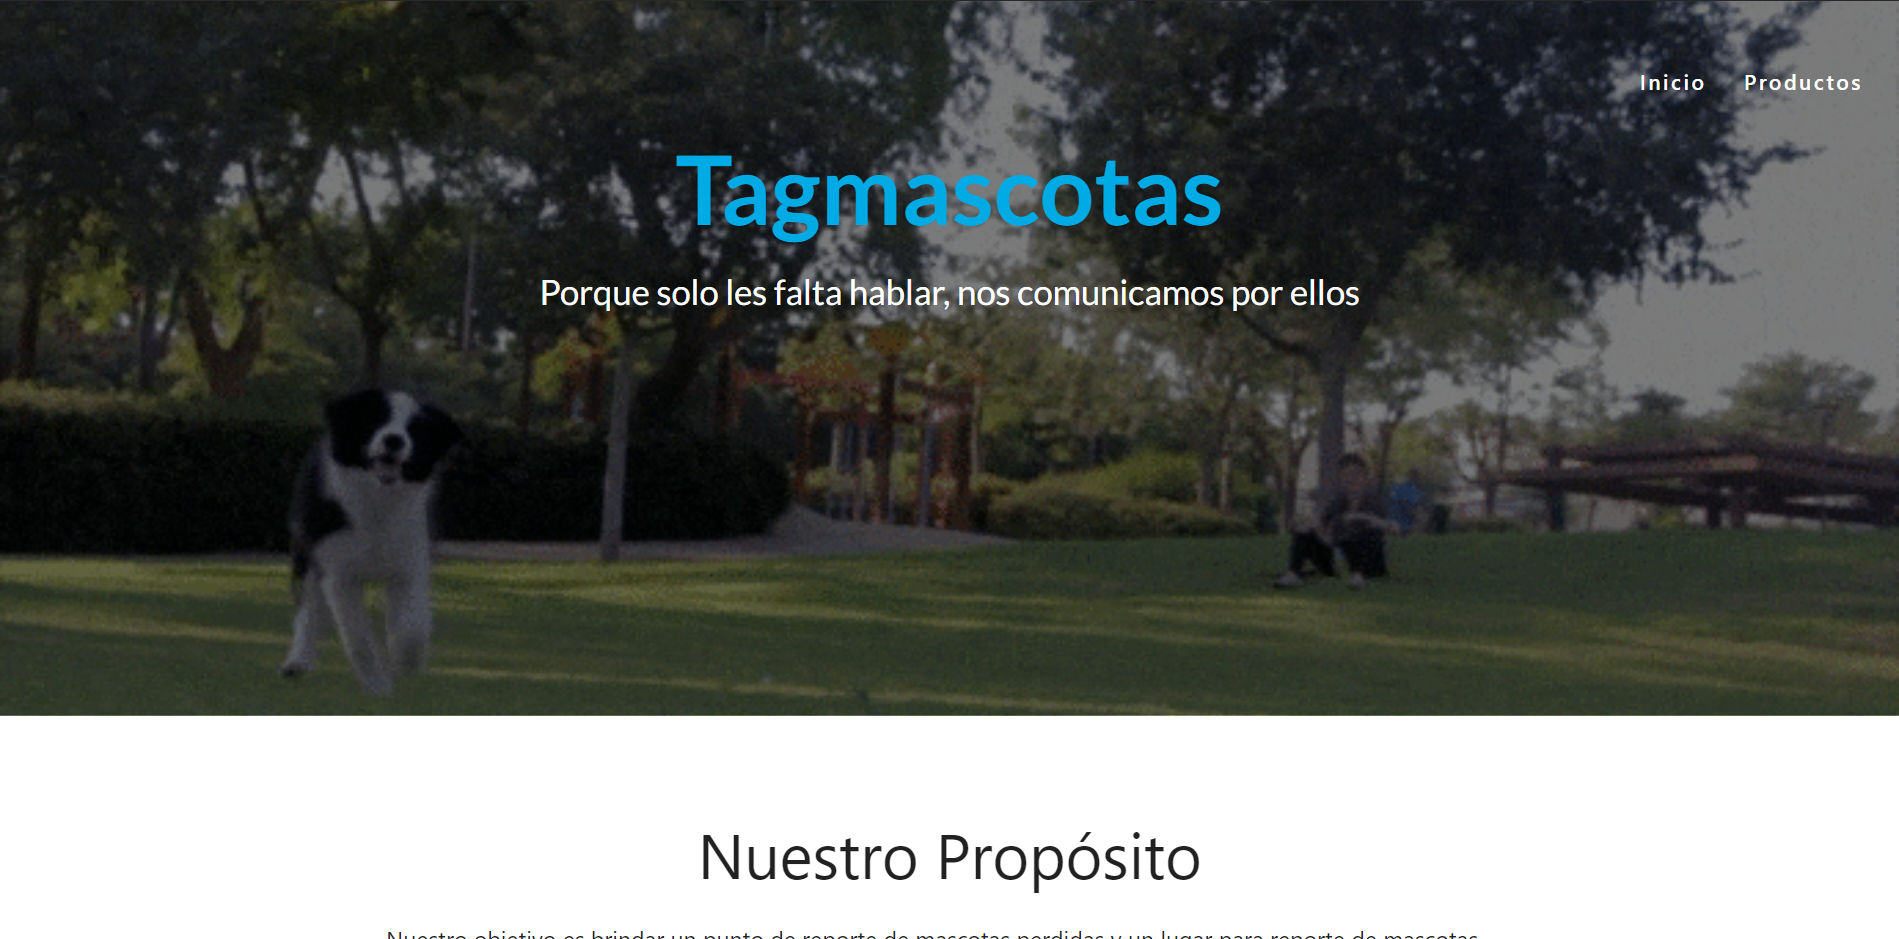 Inicio Productos
Tagmascotas
Porque solo les falta hablar, nos comunicamos por ellos
Nuestro Propósito
Nuestro objetivo es brindar un punto de reporte de mascotas perdidas y un lugar para reporte de mascotas